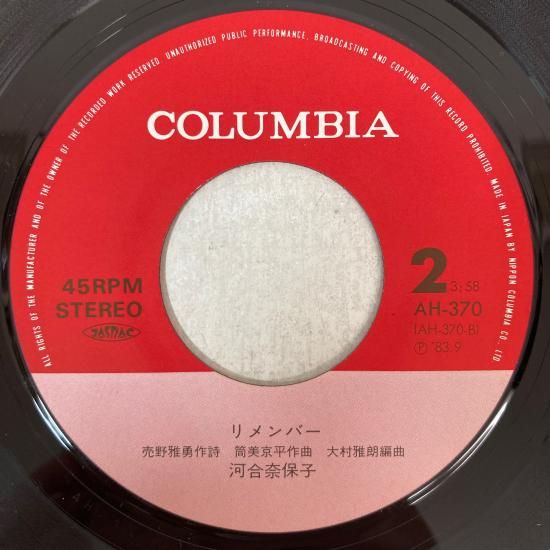 ALL RIGHTS OF THE MANUFACTURER AND OF THE OWNER OF THE RECORDED WORK RESERVED. UNAUTHORIZED PUBLIC PERFORMANCE, BROADCASTING AND COPYING OF THIS RECORD PROHIBITED. MADE IN JAPAN BY NIPPON COLUMBIA CO., LTD.
COLUMBIA
45RPM
STEREO
JASRAC
2 3:58
AH-370
(AH-370-B)
Ⓟ '83.9
リメンバー
売野雅勇作詩 筒美京平作曲 大村雅朗編曲
河合奈保子